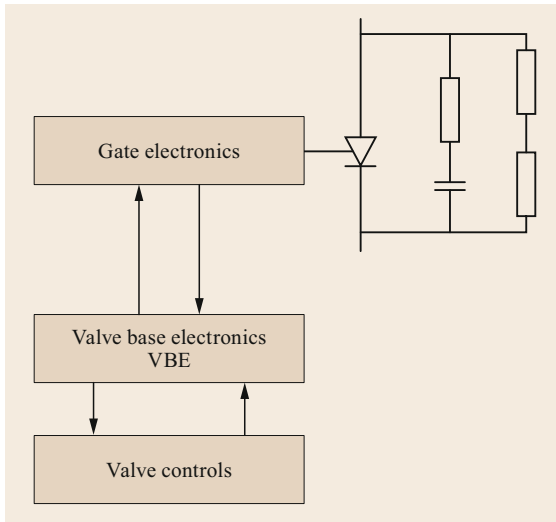 Gate electronics
Valve base electronics
VBE
Valve controls